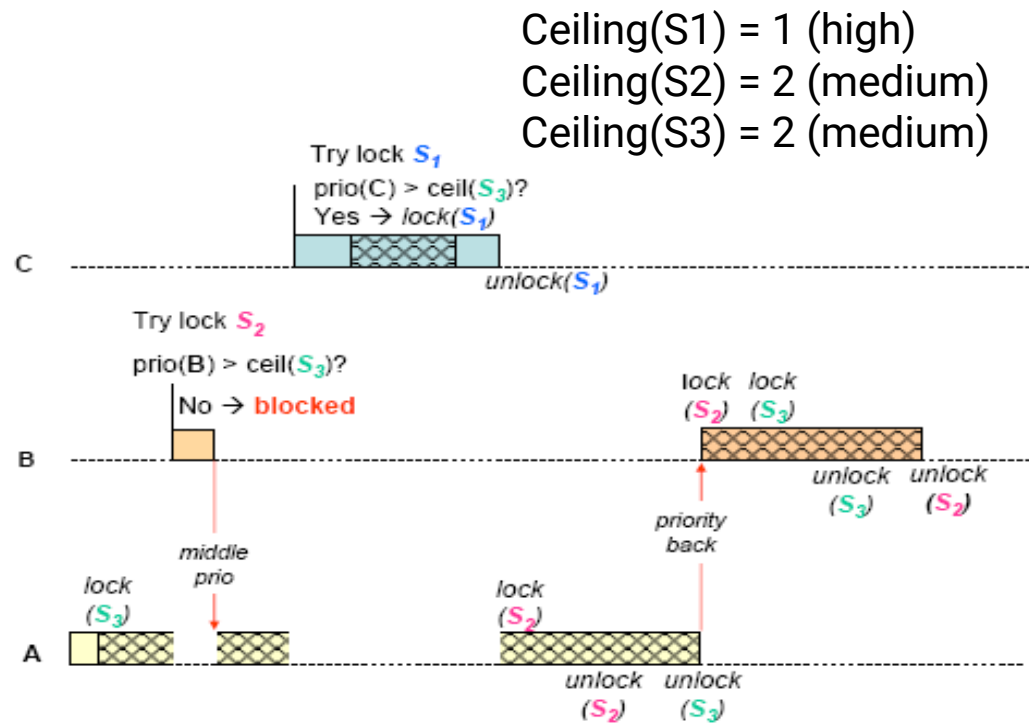 Ceiling(S1) = 1 (high)
Ceiling(S2) = 2 (medium)
Ceiling(S3) = 2 (medium)
Try lock S1
prio(C) > ceil(S3)?
Yes → lock(S1)
C
unlock(S1)
Try lock S2
prio(B) > ceil(S3)?
No → blocked
lock lock
(S2) (S3)
B
unlock unlock
(S3) (S2)
middle
prio
priority
back
lock
(S3)
lock
(S2)
A
unlock unlock
(S2) (S3)